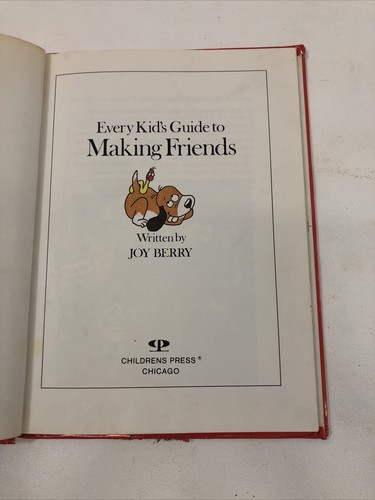 Every Kid's Guide to
Making Friends
Written by
JOY BERRY
CHILDRENS PRESS®
CHICAGO